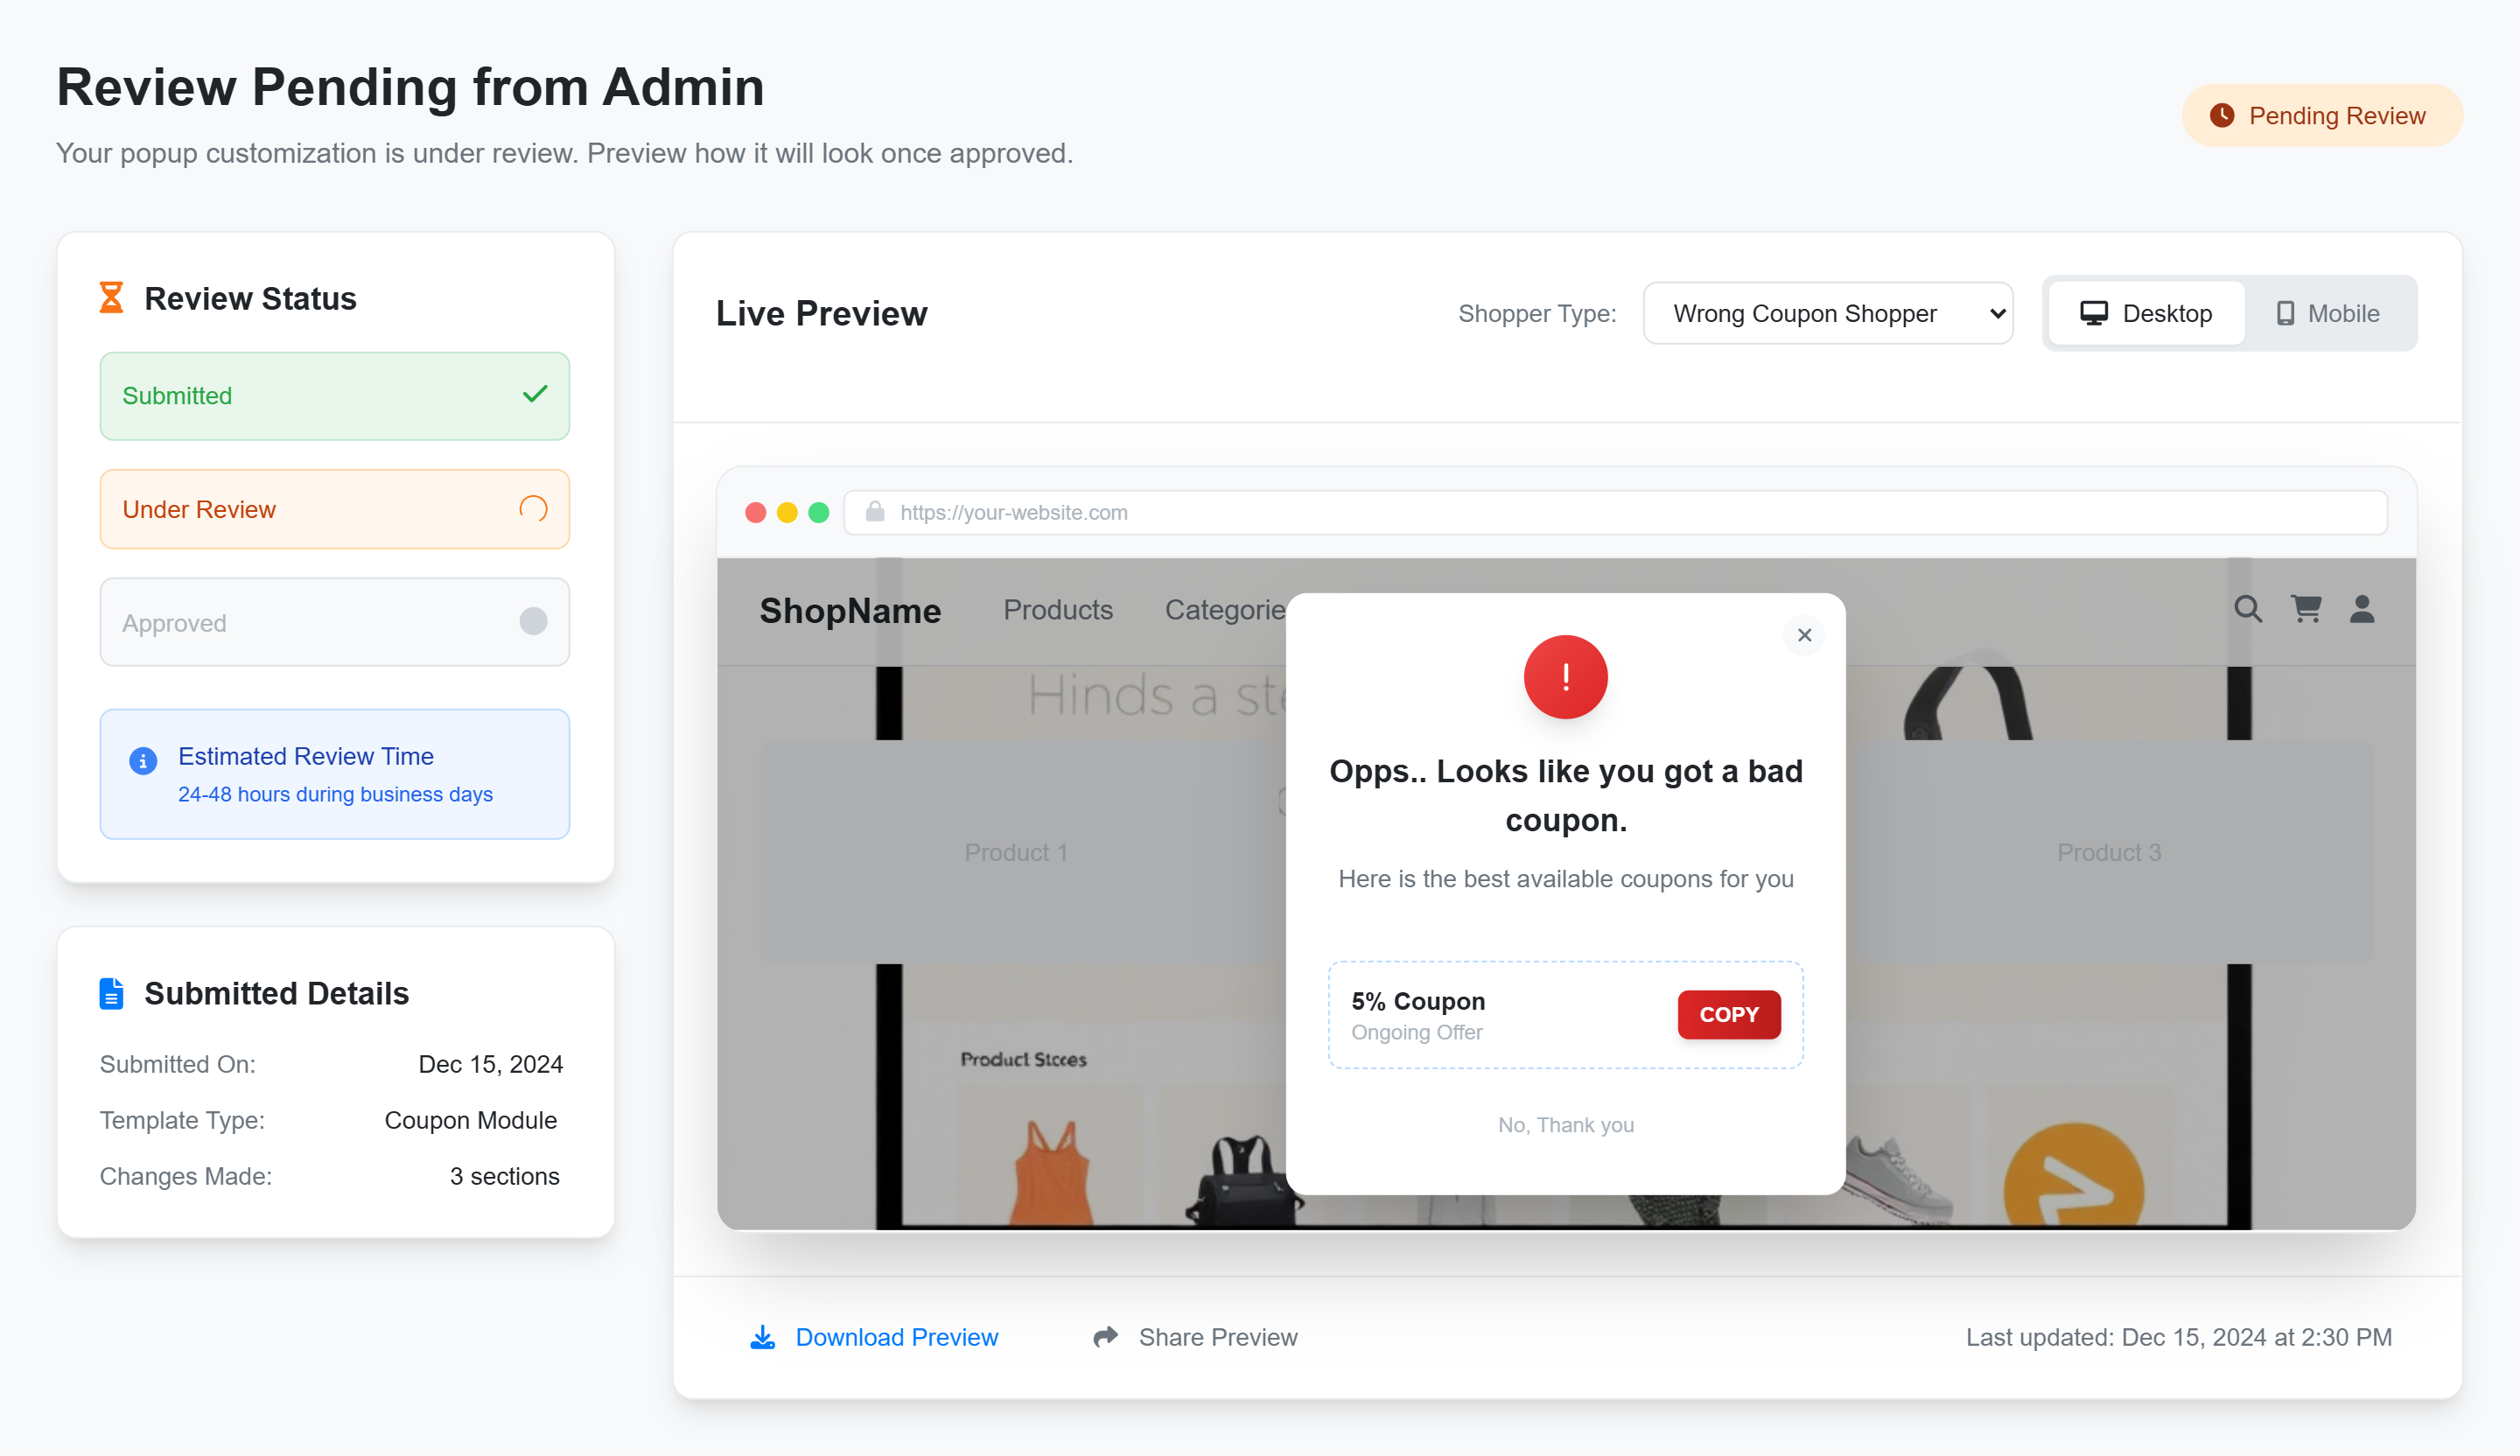 Review Pending from Admin
Your popup customization is under review. Preview how it will look once approved.
Pending Review
Review Status
Submitted
Under Review
Approved
Estimated Review Time
24-48 hours during business days
Submitted Details
Submitted On: Dec 15, 2024
Template Type: Coupon Module
Changes Made: 3 sections
Live Preview
Shopper Type: Wrong Coupon Shopper
Desktop
Mobile
https://your-website.com
ShopName Products Categorie
Hinds a ste
Opps.. Looks like you got a bad
coupon.
Here is the best available coupons for you
Product 1
Product 3
5% Coupon
Ongoing Offer
COPY
No, Thank you
Product Stcces
Download Preview
Share Preview
Last updated: Dec 15, 2024 at 2:30 PM